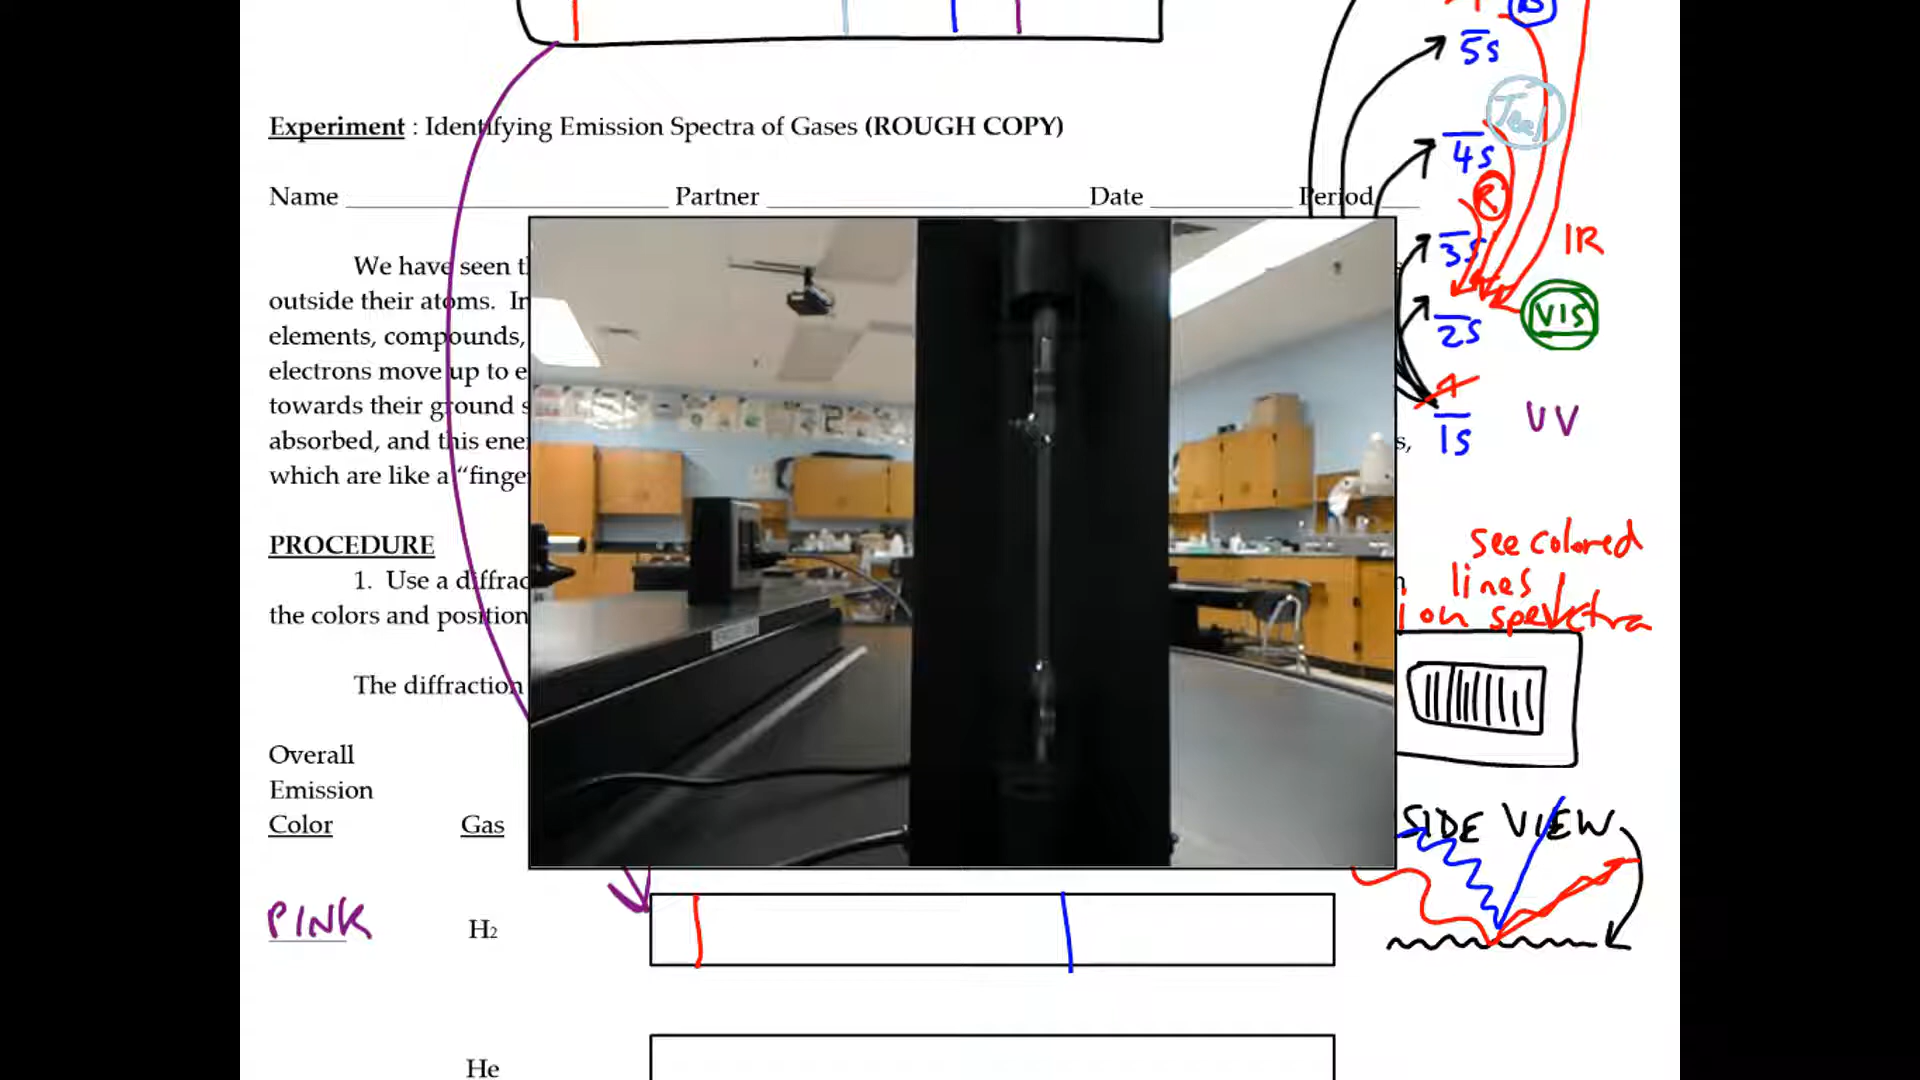 B
5s
Teal
Experiment : Identifying Emission Spectra of Gases (ROUGH COPY)
4s
R
Name Partner Date Period
3s
IR
We have seen
outside their atoms. In
VIS
2s
elements, compounds,
electrons move up to
towards their ground s
UV
absorbed, and this ene
1s
s,
which are like a "finge
see colored
PROCEDURE
1. Use a diffrac
lines
the colors and position
ion spectra
The diffraction
Overall
Emission
Color Gas
SIDE VIEW
PINK H2
He